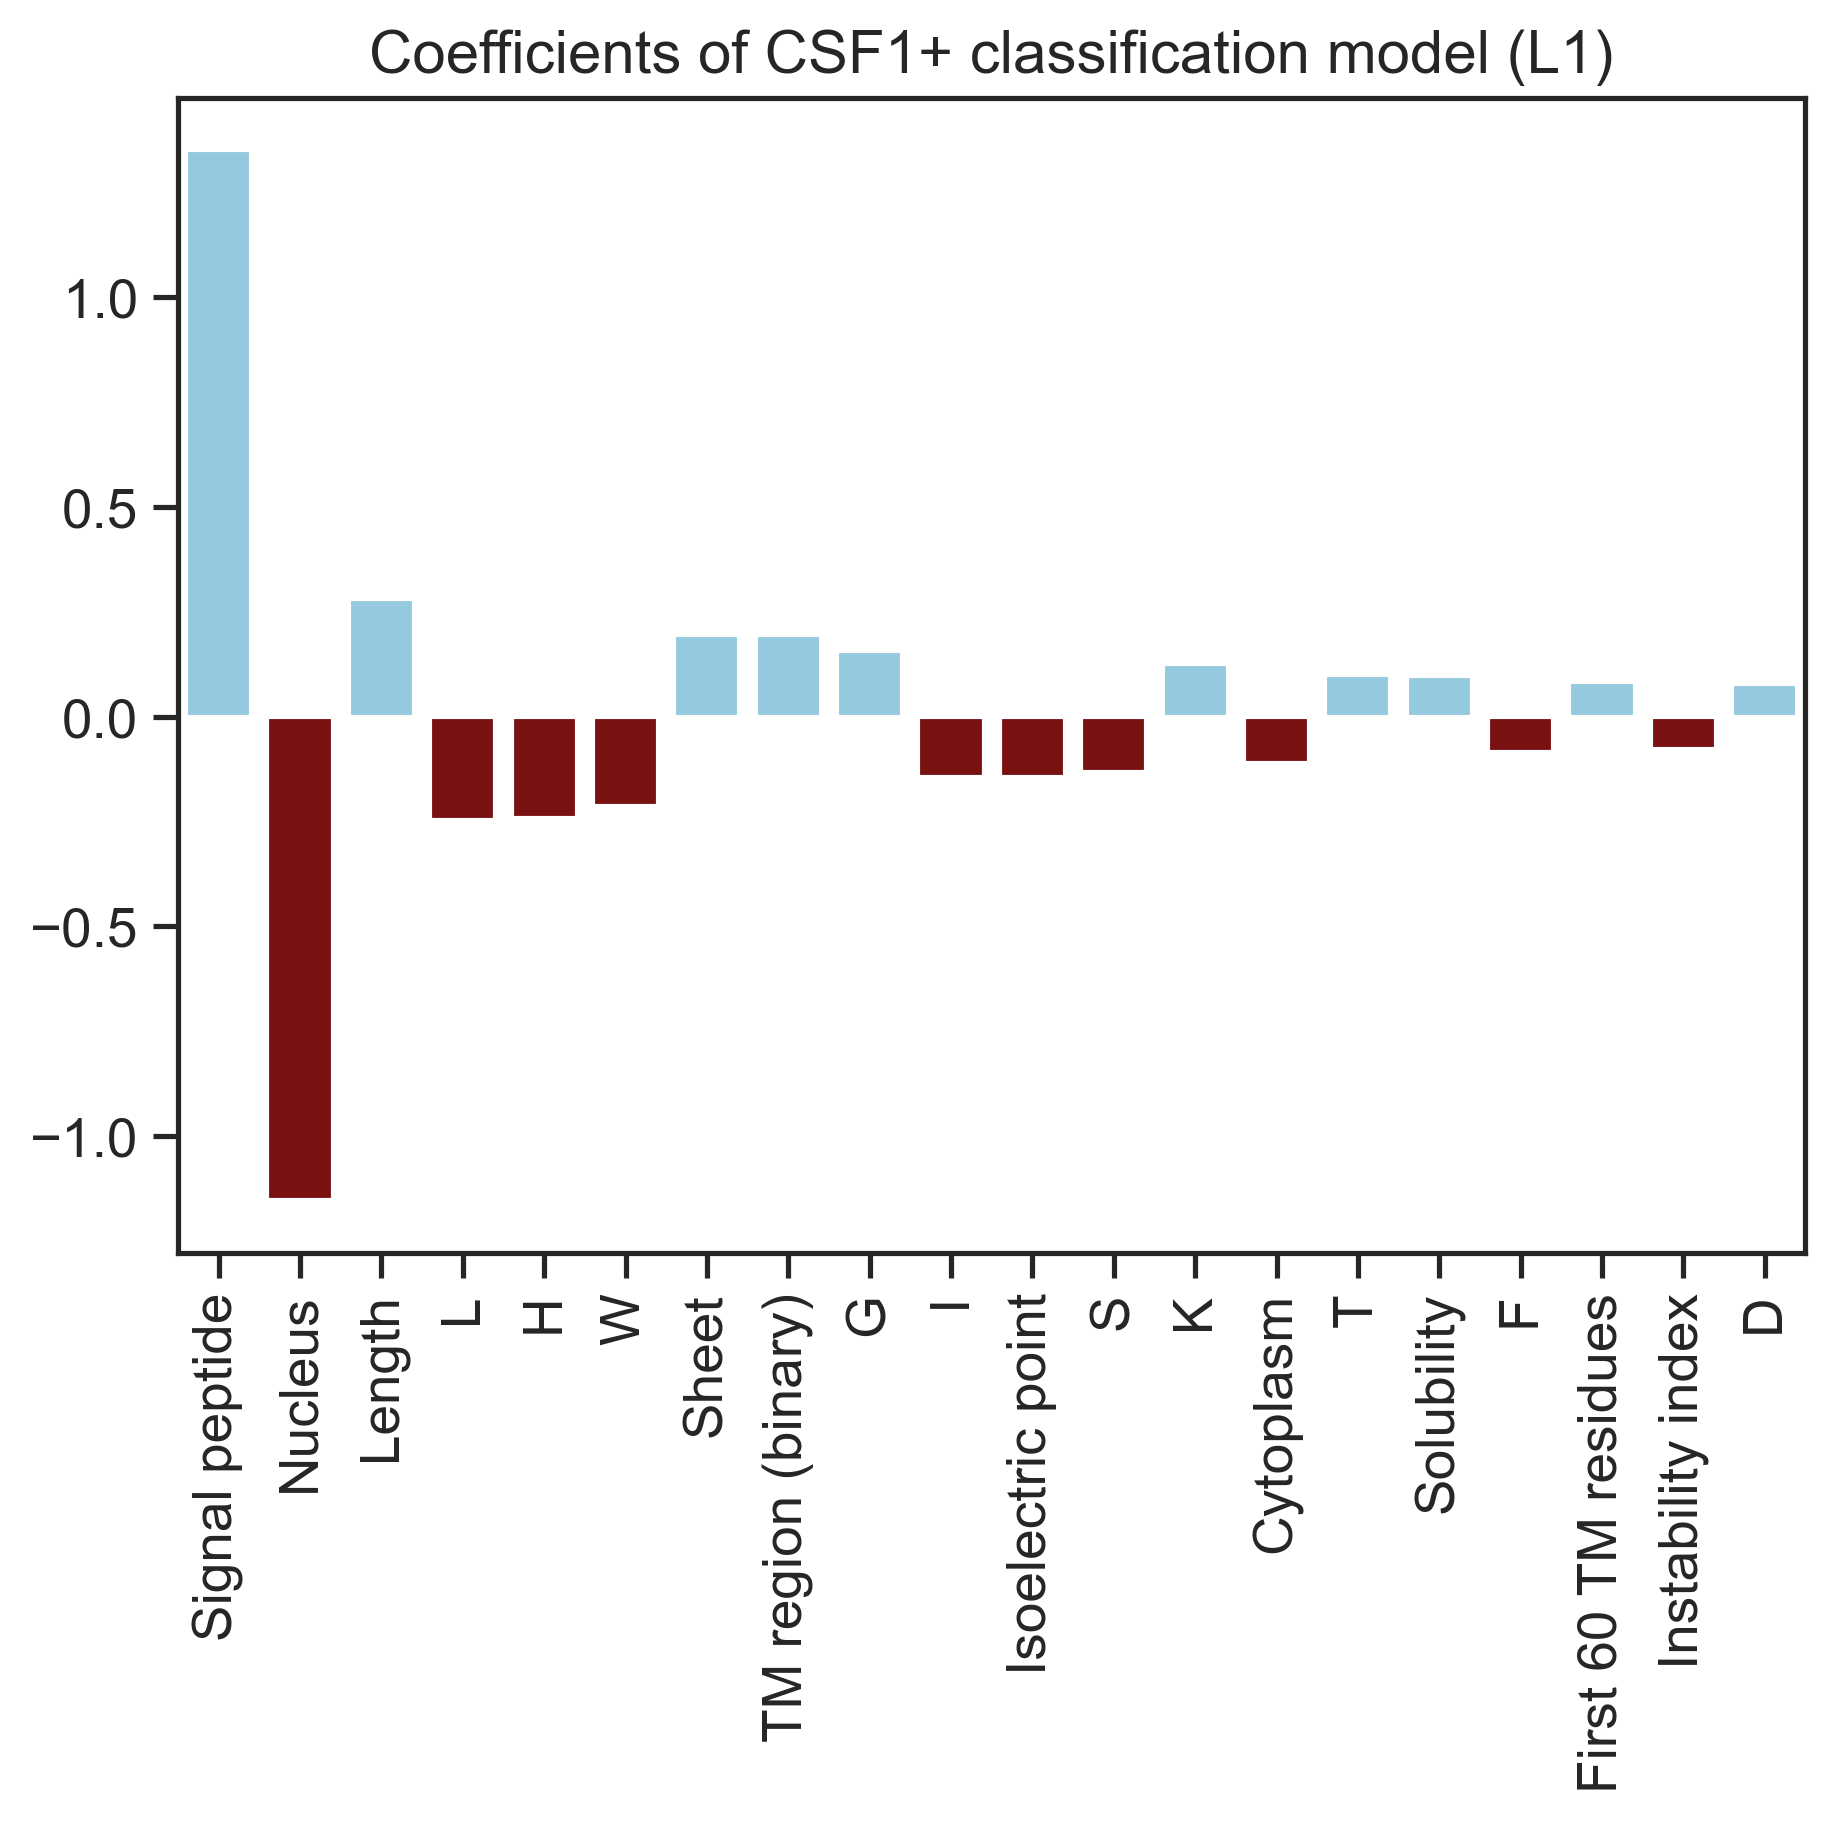 Coefficients of CSF1+ classification model (L1)
1.0
0.5
0.0
−0.5
−1.0
Signal peptide
Nucleus
Length
L
H
W
Sheet
TM region (binary)
G
I
Isoelectric point
S
K
Cytoplasm
T
Solubility
F
First 60 TM residues
Instability index
D